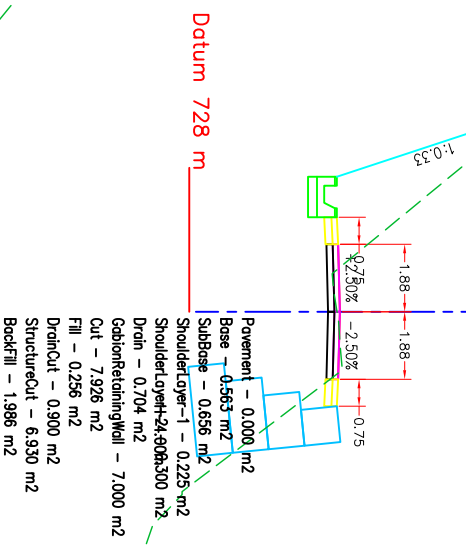 Datum 728 m
1:0.33
0.75
1.88
1.88
0.75
-2.50%
Pavement - 0.000 m2
Base - 0.563 m2
SubBase - 0.656 m2
ShoulderLayer-1 - 0.225 m2
Drain - 0.704 m2
GabionRetainingWall - 7.000 m2
Cut - 7.926 m2
Fill - 0.256 m2
DrainCut - 0.900 m2
StructureCut - 6.930 m2
BackFill - 1.986 m2